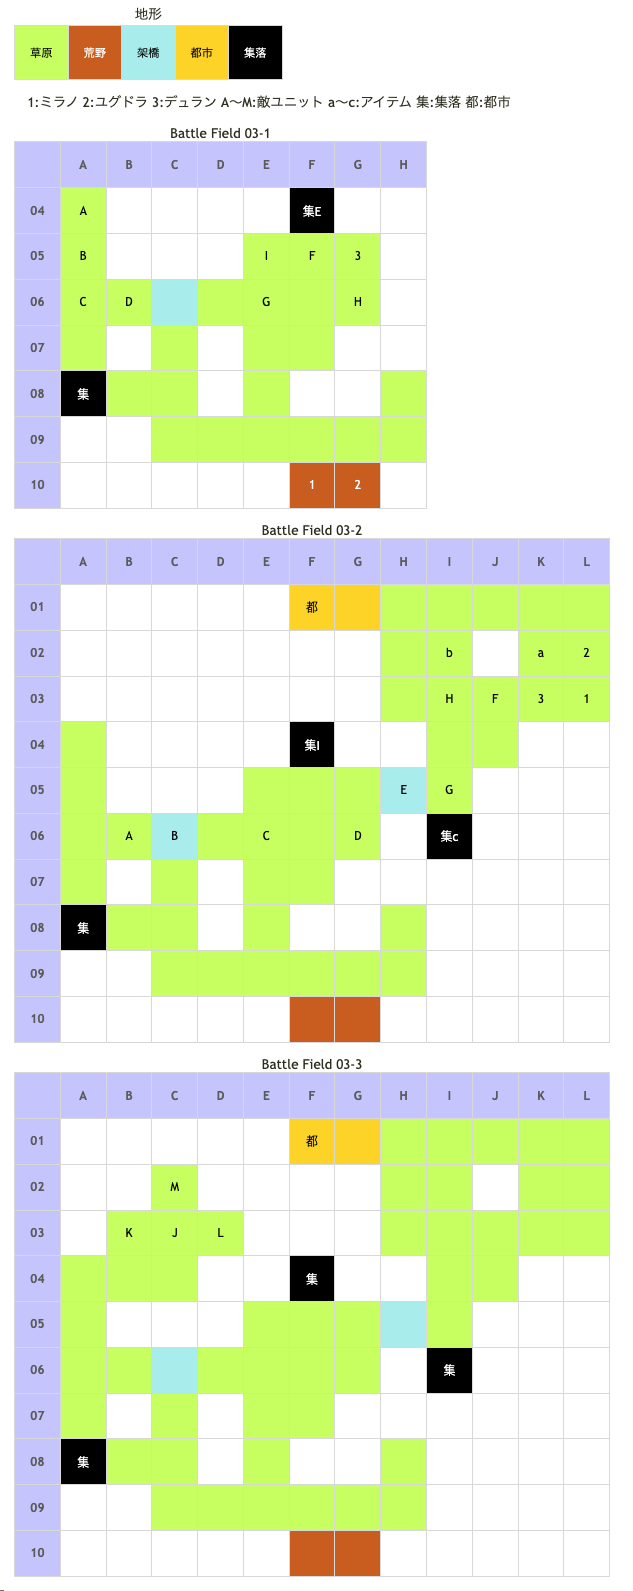 地形
草原 荒野 架橋 都市 集落
1:ミラノ 2:ユグドラ 3:デュラン A〜M:敵ユニット a〜c:アイテム 集:集落 都:都市
Battle Field 03-1
A B C D E F G H
04 A 集E
05 B I F 3
06 C D G H
07
08 集
09
10 1 2
Battle Field 03-2
A B C D E F G H I J K L
01 都
02 b a 2
03 H F 3 1
04 集I
05 E G
06 A B C D 集c
07
08 集
09
10
Battle Field 03-3
A B C D E F G H I J K L
01 都
02 M
03 K J L
04 集
05
06 集
07
08 集
09
10